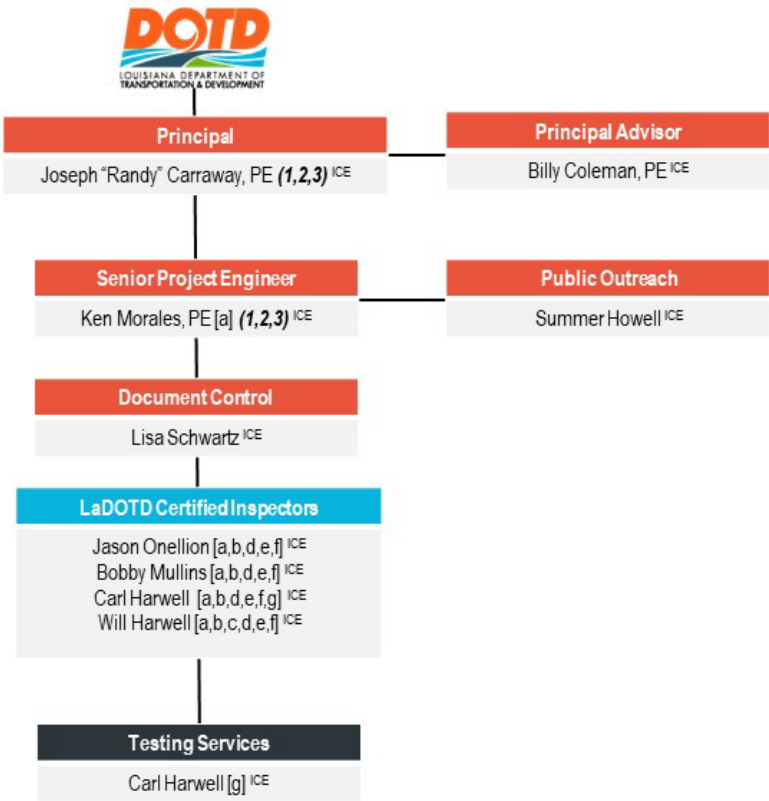 DOTD
LOUISIANA DEPARTMENT OF
TRANSPORTATION & DEVELOPMENT
Principal
Joseph “Randy” Carraway, PE (1,2,3) ICE
Principal Advisor
Billy Coleman, PE ICE
Senior Project Engineer
Ken Morales, PE [a] (1,2,3) ICE
Public Outreach
Summer Howell ICE
Document Control
Lisa Schwartz ICE
LaDOTD Certified Inspectors
Jason Onellion [a,b,d,e,f] ICE
Bobby Mullins [a,b,d,e,f] ICE
Carl Harwell [a,b,d,e,f,g] ICE
Will Harwell [a,b,c,d,e,f] ICE
Testing Services
Carl Harwell [g] ICE